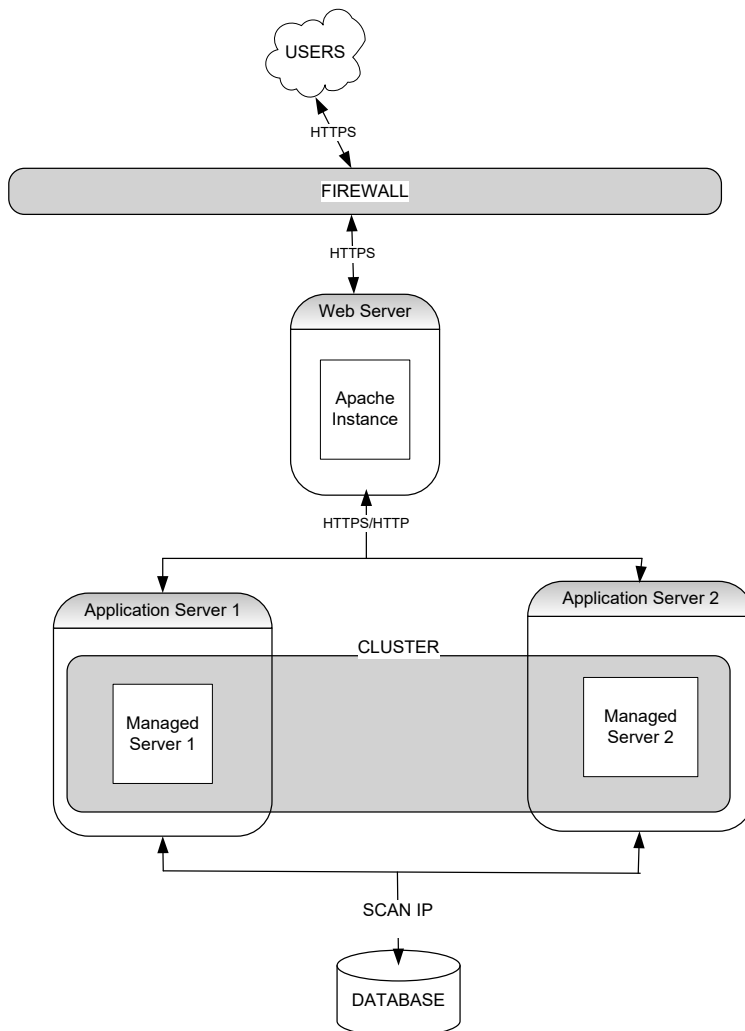 USERS
HTTPS
FIREWALL
HTTPS
Web Server
Apache
Instance
HTTPS/HTTP
Application Server 1
Application Server 2
CLUSTER
Managed
Server 1
Managed
Server 2
SCAN IP
DATABASE